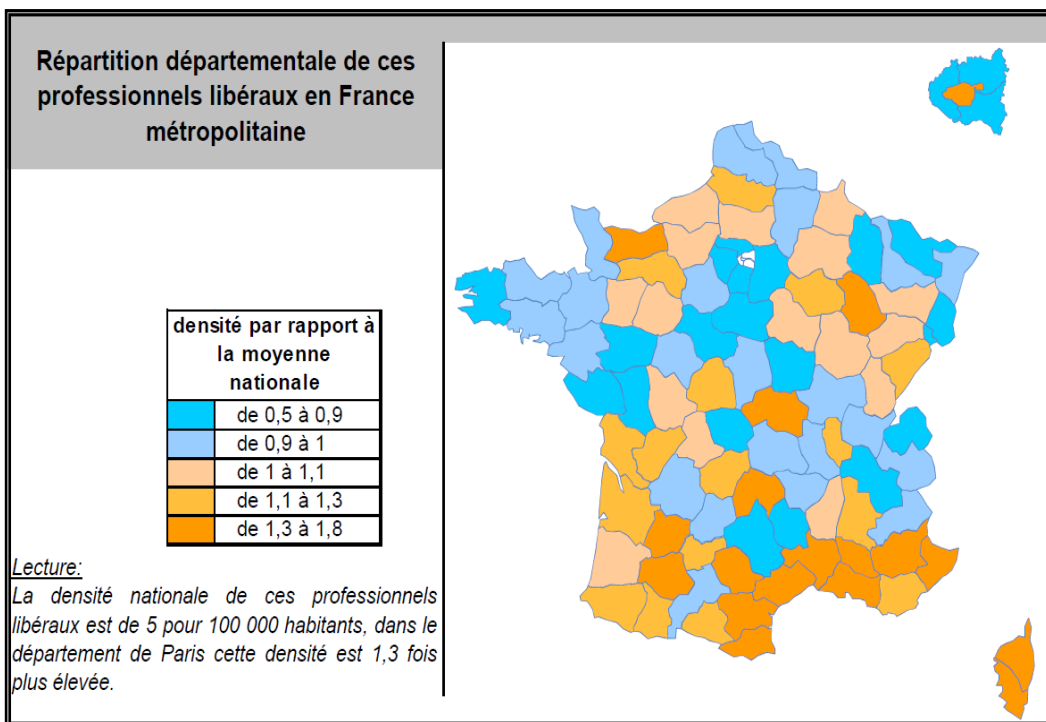 Répartition départementale de ces
professionnels libéraux en France
métropolitaine
densité par rapport à
la moyenne
nationale
de 0,5 à 0,9
de 0,9 à 1
de 1 à 1,1
de 1,1 à 1,3
de 1,3 à 1,8
Lecture:
La densité nationale de ces professionnels
libéraux est de 5 pour 100 000 habitants, dans le
département de Paris cette densité est 1,3 fois
plus élevée.